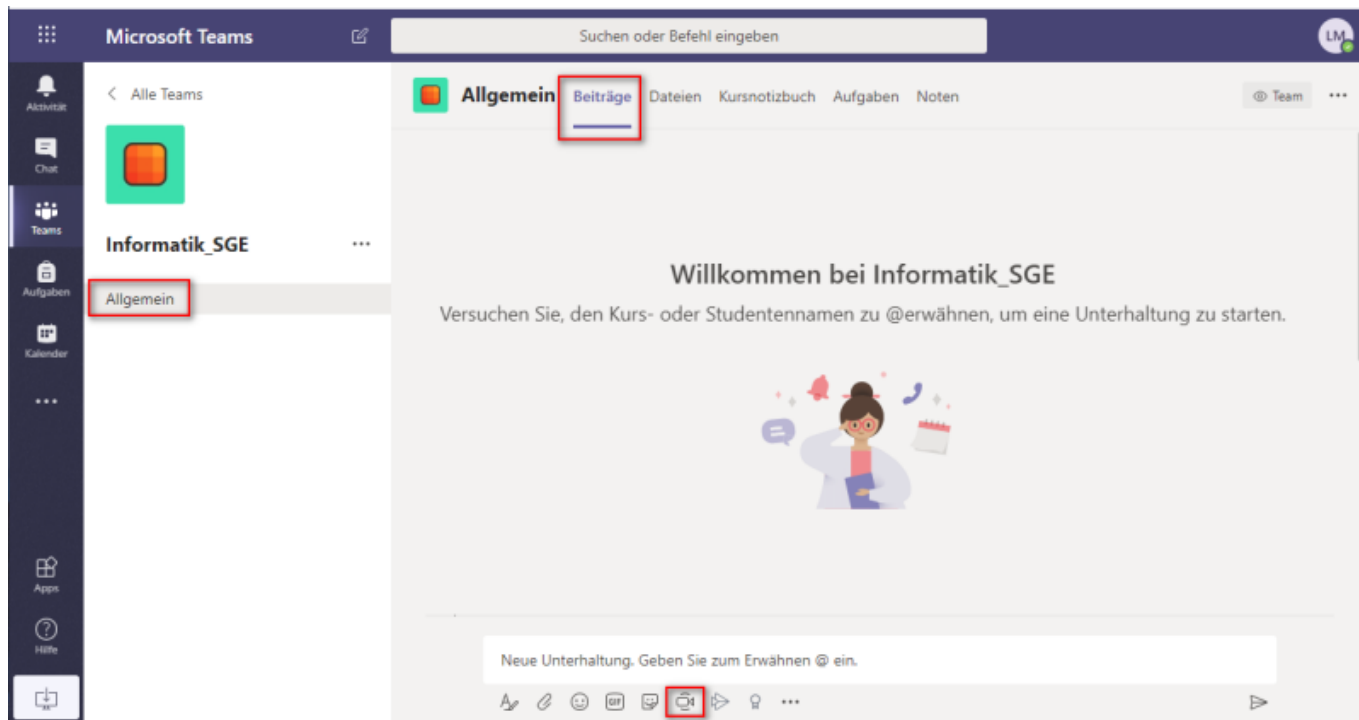 Microsoft Teams
Suchen oder Befehl eingeben
LM
Aktivität
Chat
Teams
Aufgaben
Kalender
Apps
Hilfe
< Alle Teams
Informatik_SGE
Allgemein
Allgemein Beiträge Dateien Kursnotizbuch Aufgaben Noten
Team
Willkommen bei Informatik_SGE
Versuchen Sie, den Kurs- oder Studentennamen zu @erwähnen, um eine Unterhaltung zu starten.
Neue Unterhaltung. Geben Sie zum Erwähnen @ ein.
GIF